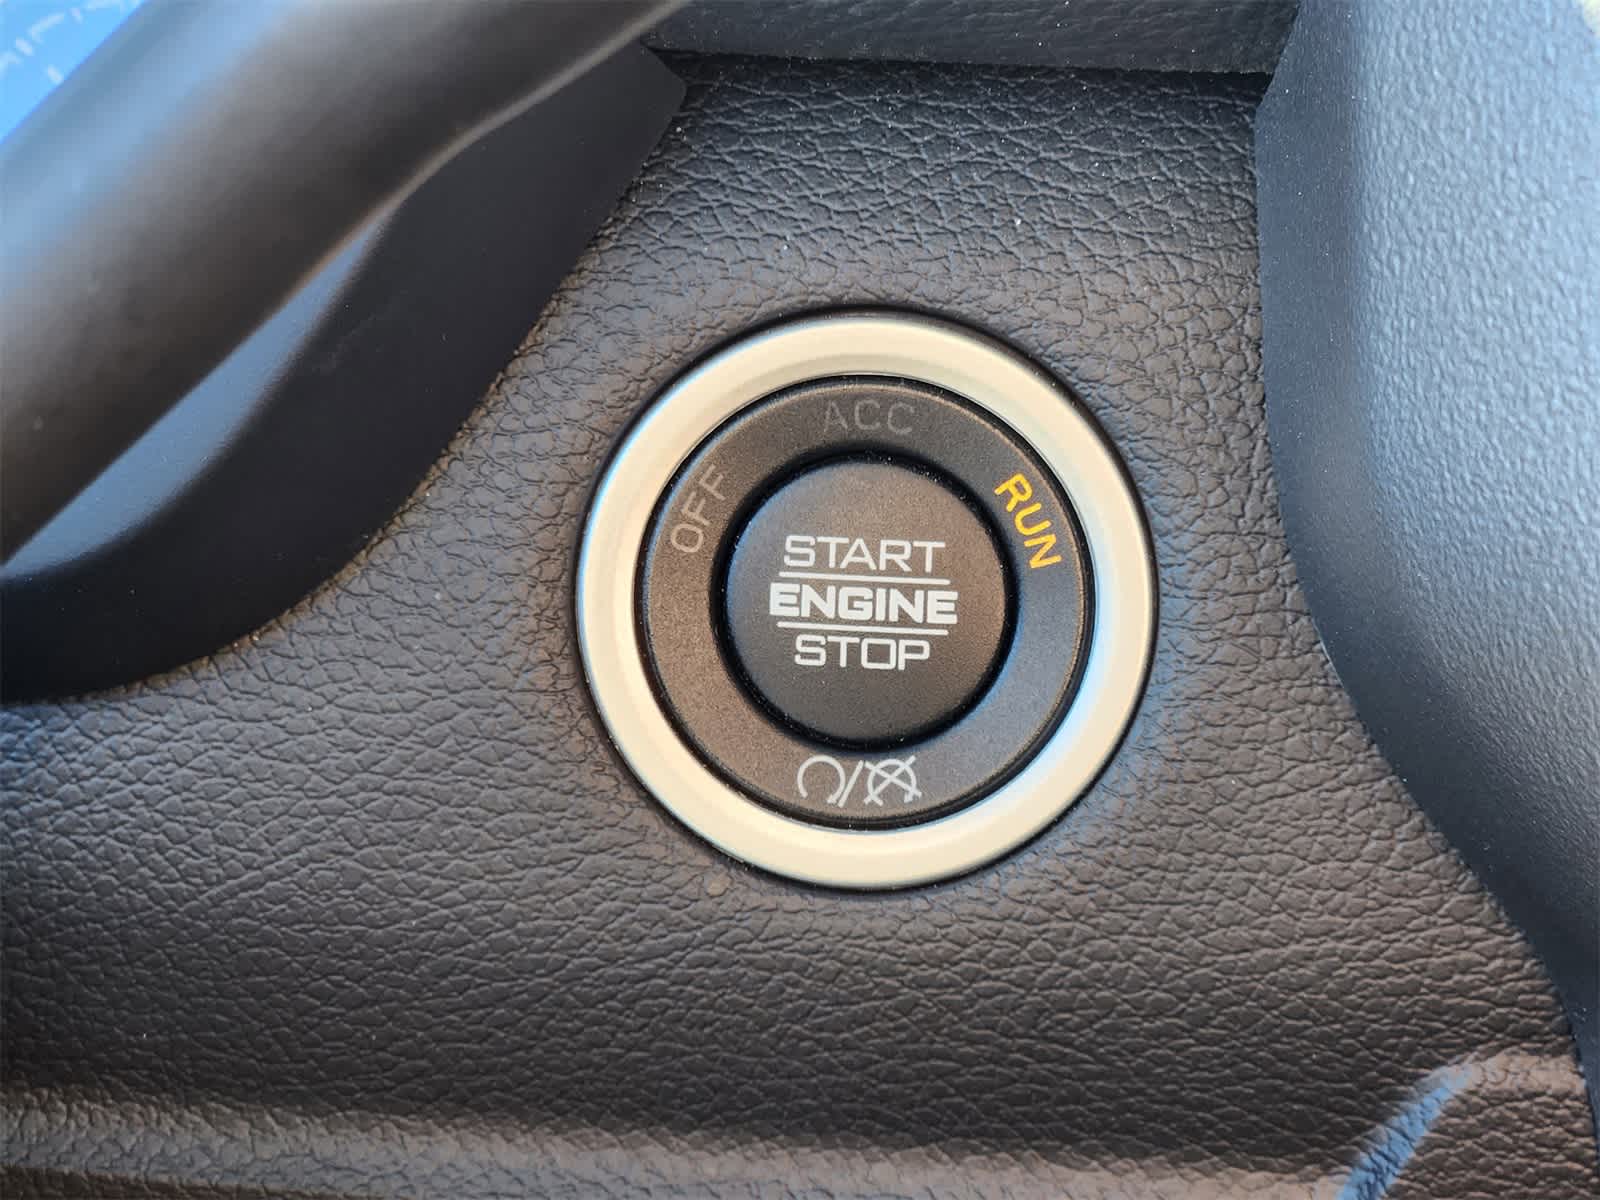 ACC
OFF
RUN
START
ENGINE
STOP